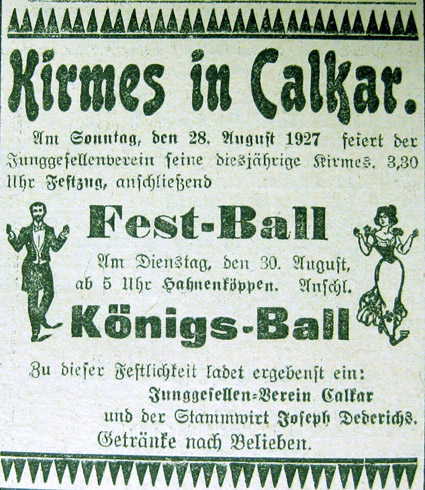 Kirmes in Calkar.
Am Sonntag, den 28. August 1927 feiert der
Junggesellenverein seine diesjährige Kirmes. 3,30
Uhr Festzug, anschließend
Fest-Ball
Am Dienstag, den 30. August,
ab 5 Uhr Hahnenköppen. Anschl.
Königs-Ball
Zu dieser Festlichkeit ladet ergebenst ein:
Junggesellen-Verein Calkar
und der Stammwirt Joseph Dederichs.
Getränke nach Belieben.